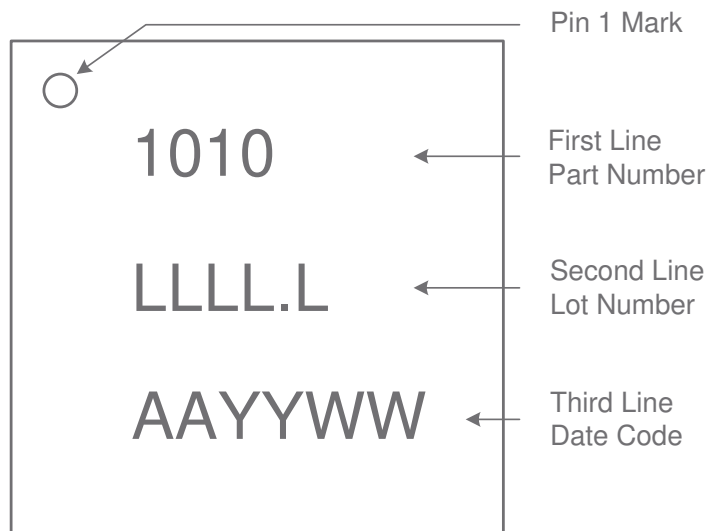 Pin 1 Mark
1010
First Line
Part Number
LLLL.L
Second Line
Lot Number
AAYYWW
Third Line
Date Code